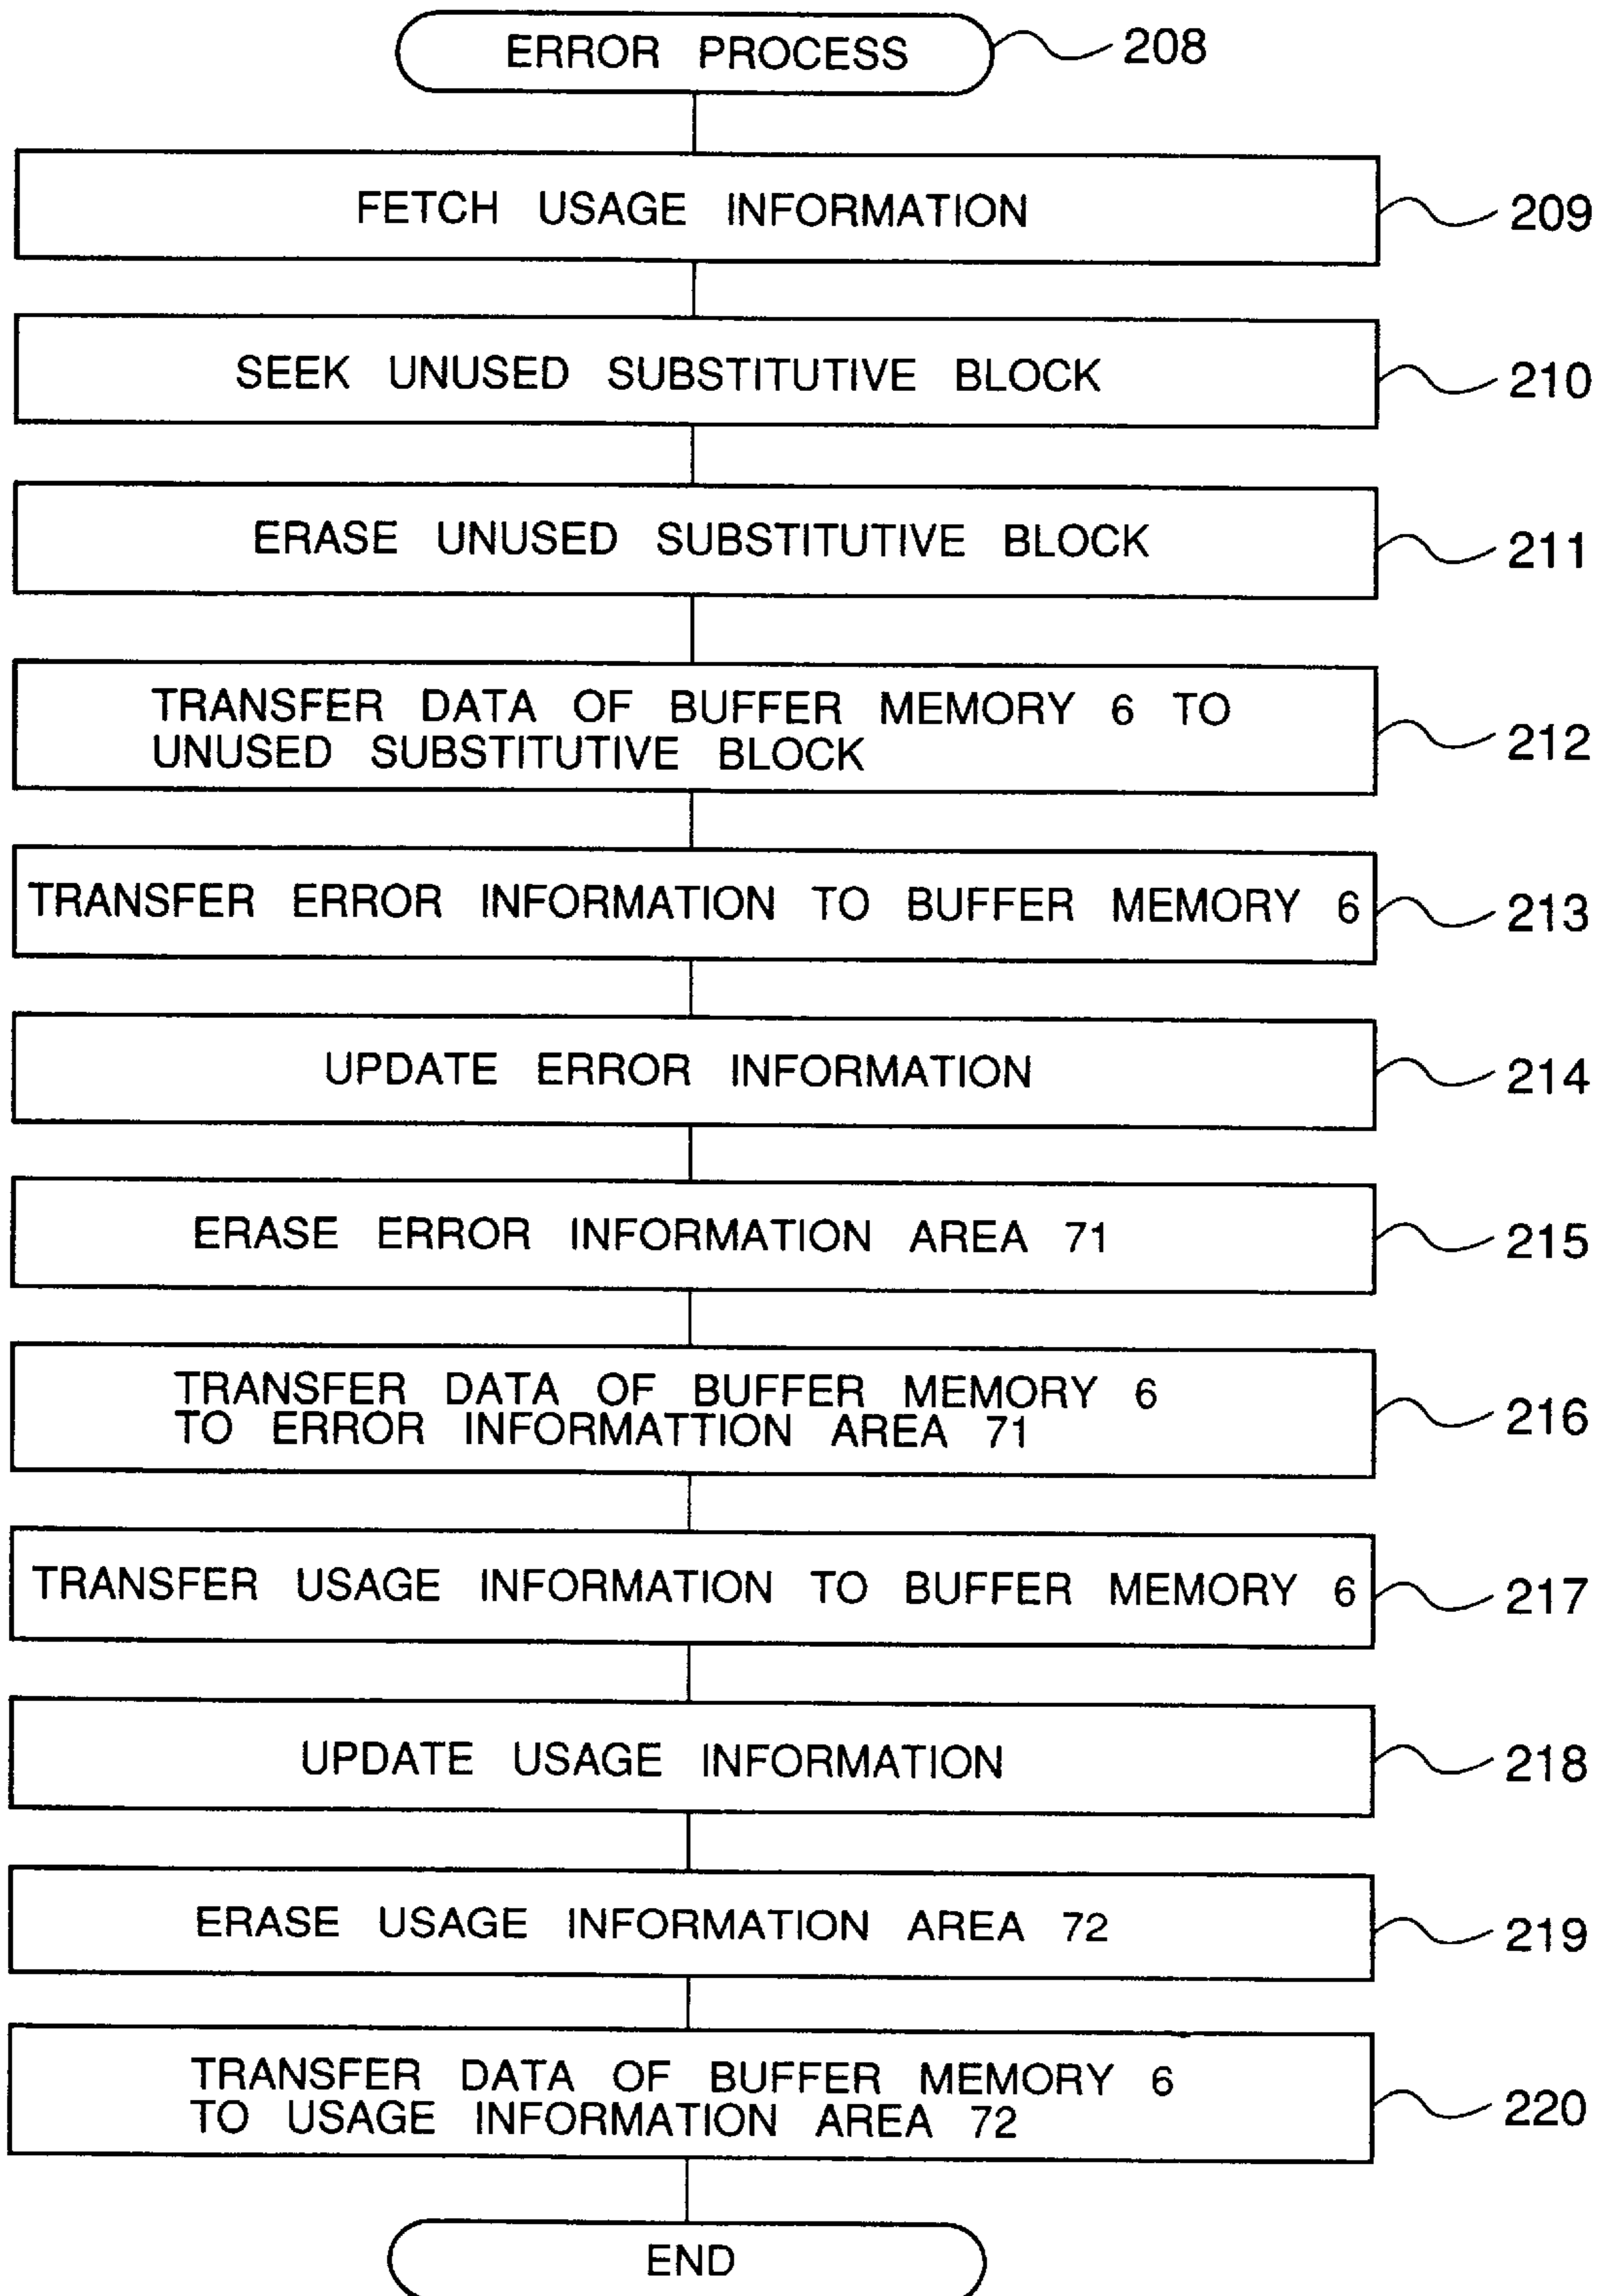 ERROR PROCESS 208
FETCH USAGE INFORMATION 209
SEEK UNUSED SUBSTITUTIVE BLOCK 210
ERASE UNUSED SUBSTITUTIVE BLOCK 211
TRANSFER DATA OF BUFFER MEMORY 6 TO
UNUSED SUBSTITUTIVE BLOCK 212
TRANSFER ERROR INFORMATION TO BUFFER MEMORY 6 213
UPDATE ERROR INFORMATION 214
ERASE ERROR INFORMATION AREA 71 215
TRANSFER DATA OF BUFFER MEMORY 6
TO ERROR INFORMATTION AREA 71 216
TRANSFER USAGE INFORMATION TO BUFFER MEMORY 6 217
UPDATE USAGE INFORMATION 218
ERASE USAGE INFORMATION AREA 72 219
TRANSFER DATA OF BUFFER MEMORY 6
TO USAGE INFORMATION AREA 72 220
END